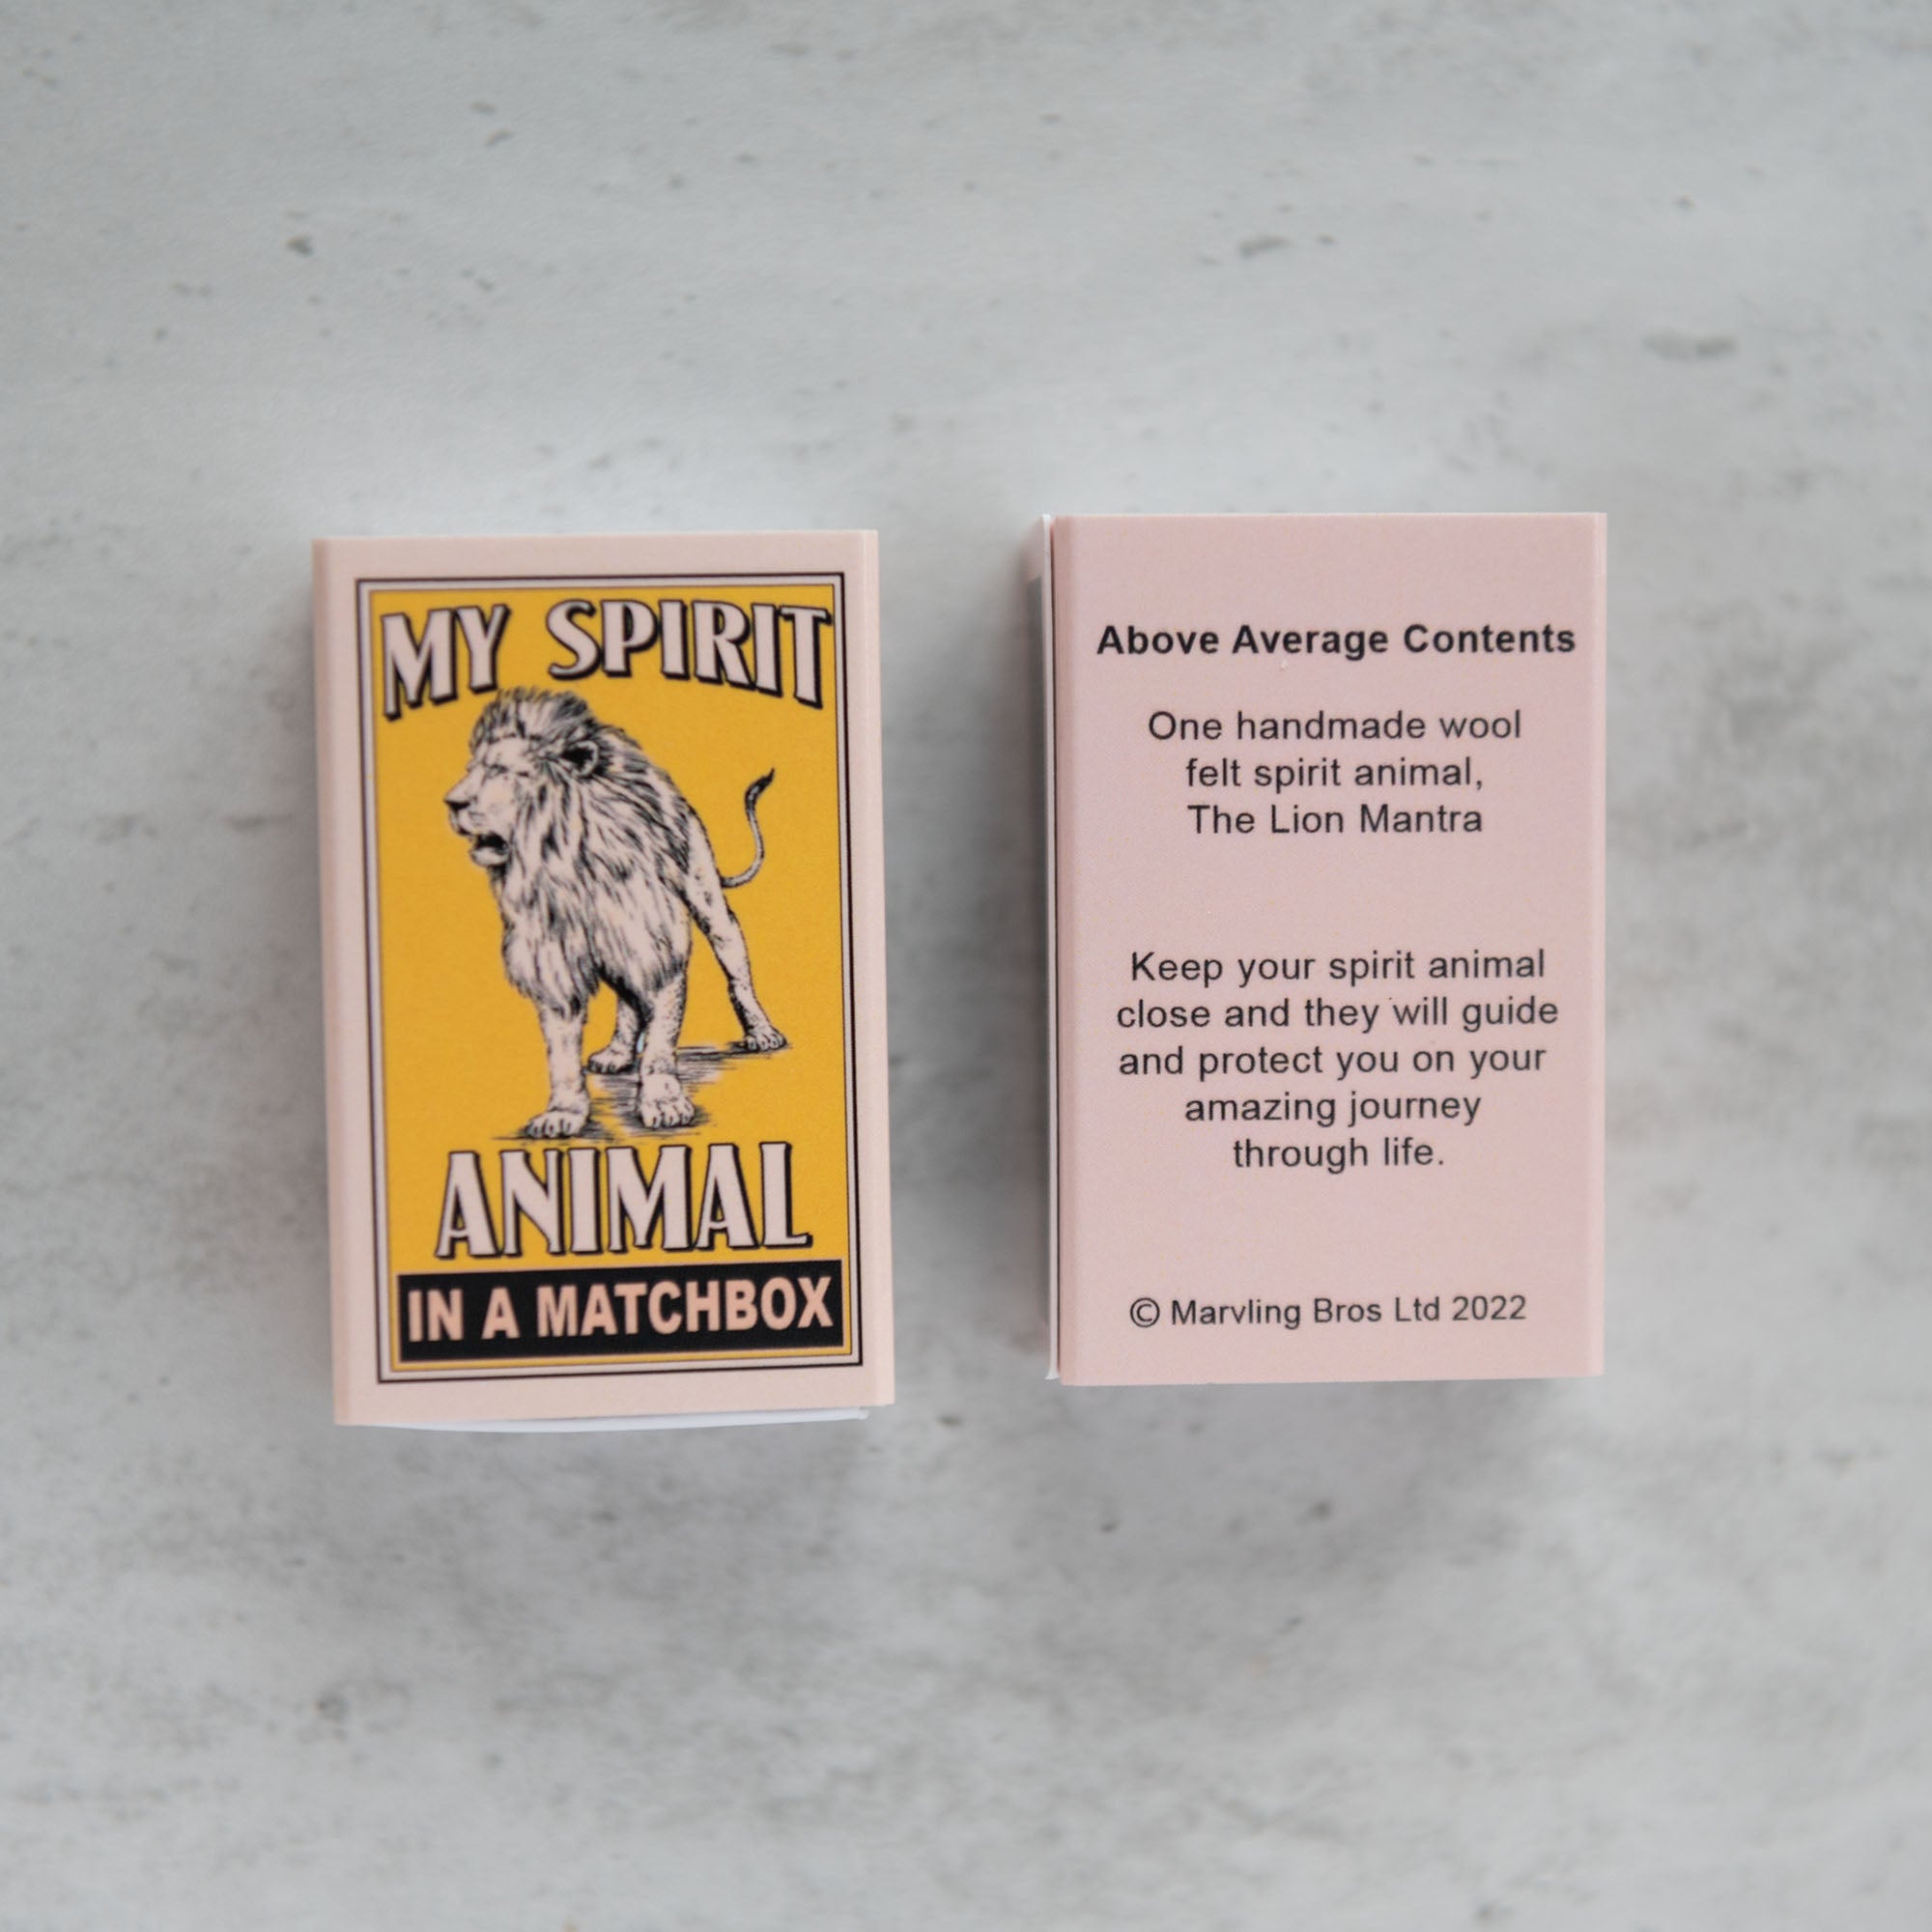 MY SPIRIT
ANIMAL
IN A MATCHBOX
Above Average Contents
One handmade wool
felt spirit animal,
The Lion Mantra
Keep your spirit animal
close and they will guide
and protect you on your
amazing journey
through life.
© Marvling Bros Ltd 2022